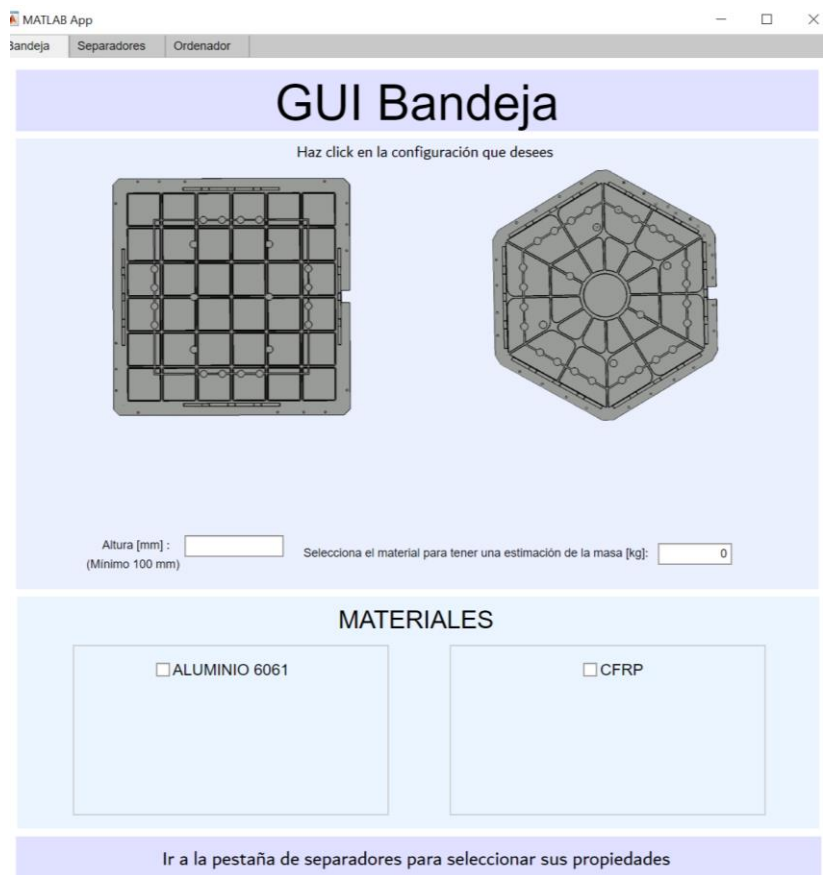 MATLAB App
Bandeja Separadores Ordenador
GUI Bandeja
Haz click en la configuración que desees
Altura [mm] :
(Mínimo 100 mm)
Selecciona el material para tener una estimación de la masa [kg]: 0
MATERIALES
ALUMINIO 6061 CFRP
Ir a la pestaña de separadores para seleccionar sus propiedades